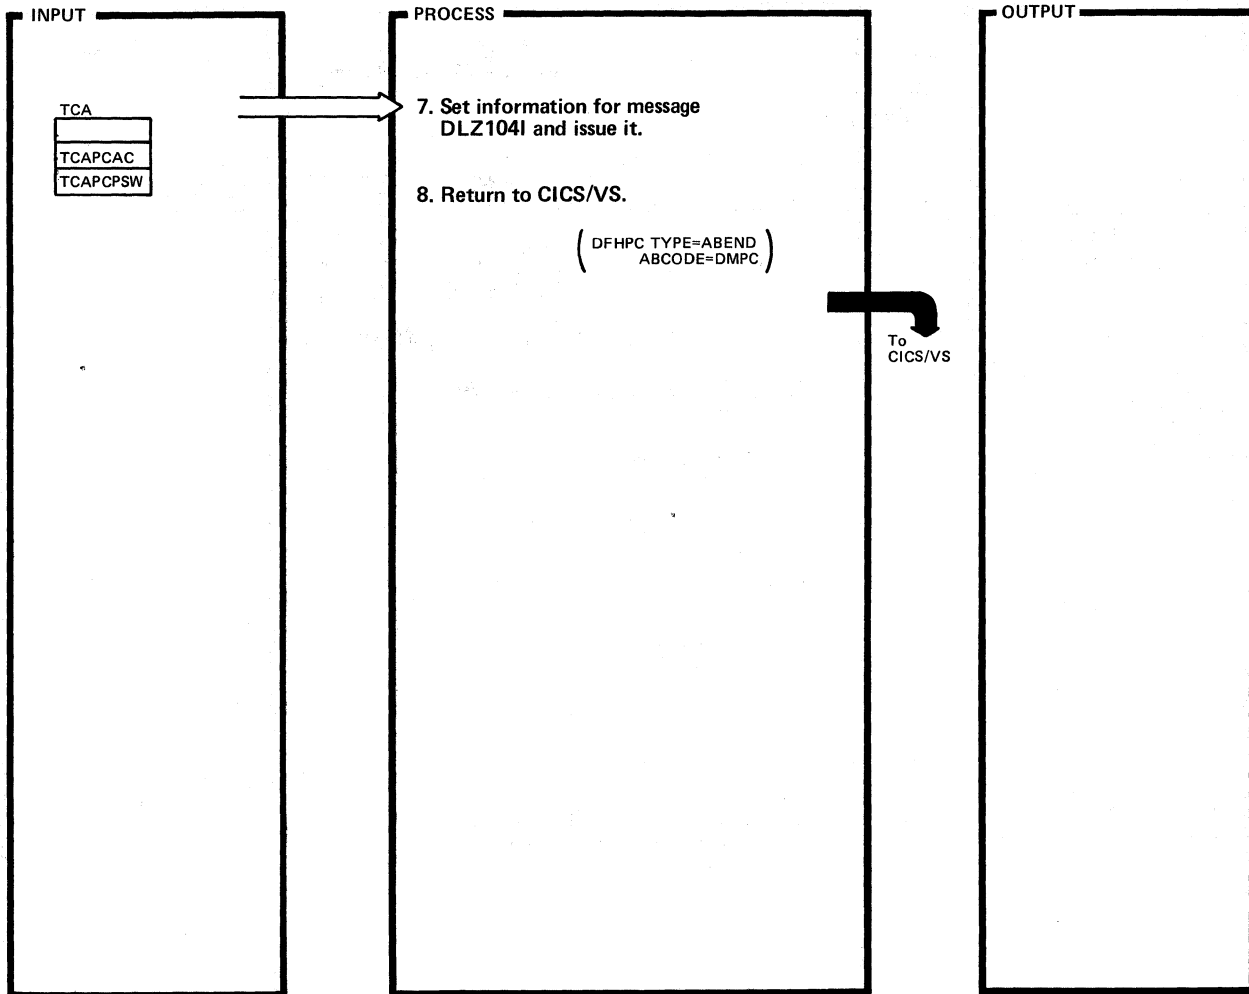 INPUT
TCA
TCAPCAC
TCAPCPSW
PROCESS
7. Set information for message
DLZ104I and issue it.
8. Return to CICS/VS.
( DFHPC TYPE=ABEND
ABCODE=DMPC )
To
CICS/VS
OUTPUT